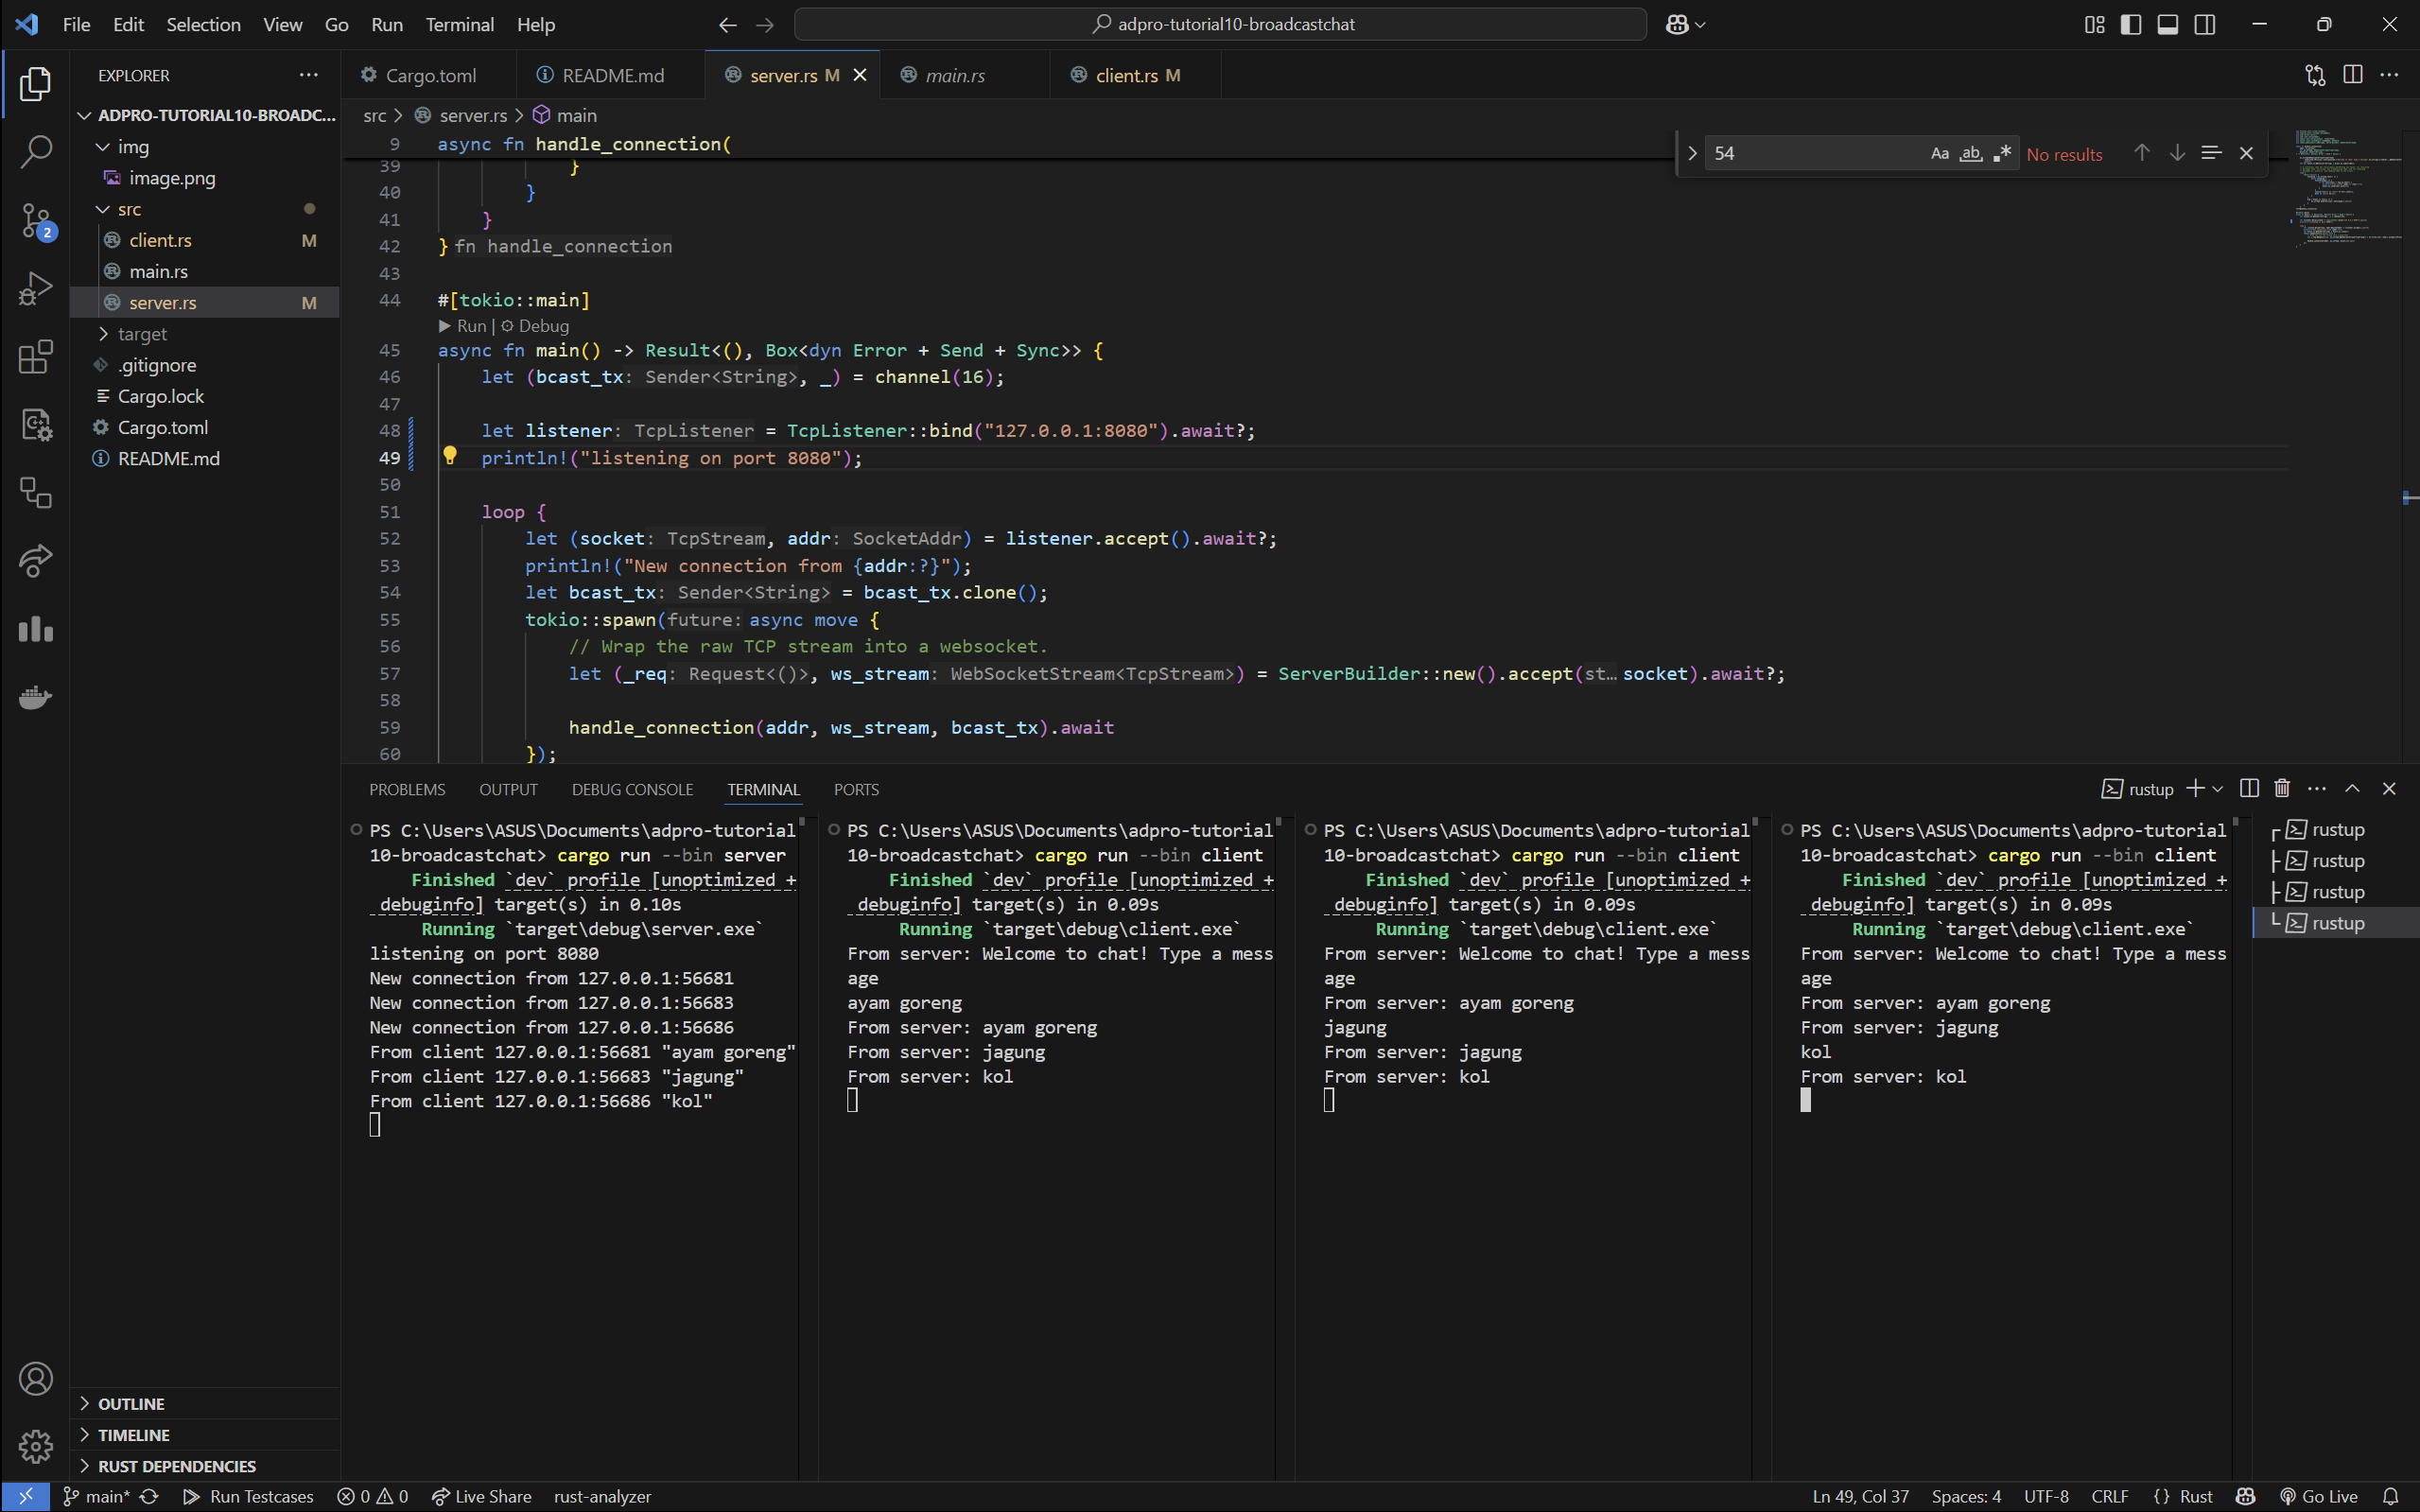 File Edit Selection View Go Run Terminal Help
adpro-tutorial10-broadcastchat
EXPLORER
ADPRO-TUTORIAL10-BROADC...
img
image.png
src
client.rs M
main.rs
server.rs M
target
.gitignore
Cargo.lock
Cargo.toml
README.md
2
OUTLINE
TIMELINE
RUST DEPENDENCIES
Cargo.toml README.md server.rs M main.rs client.rs M
src server.rs main
54 Aa ab No results
9 async fn handle_connection(
39 }
40 }
41 }
42 } fn handle_connection
43
44 #[tokio::main]
Run | Debug
45 async fn main() -> Result<(), Box<dyn Error + Send + Sync>> {
46 let (bcast_tx: Sender<String>, _) = channel(16);
47
48 let listener: TcpListener = TcpListener::bind("127.0.0.1:8080").await?;
49 println!("listening on port 8080");
50
51 loop {
52 let (socket: TcpStream, addr: SocketAddr) = listener.accept().await?;
53 println!("New connection from {addr:?}");
54 let bcast_tx: Sender<String> = bcast_tx.clone();
55 tokio::spawn(future: async move {
56 // Wrap the raw TCP stream into a websocket.
57 let (_req: Request<()>, ws_stream: WebSocketStream<TcpStream>) = ServerBuilder::new().accept(st… socket).await?;
58
59 handle_connection(addr, ws_stream, bcast_tx).await
60 });
PROBLEMS OUTPUT DEBUG CONSOLE TERMINAL PORTS
rustup
PS C:\Users\ASUS\Documents\adpro-tutorial
10-broadcastchat> cargo run --bin server
Finished `dev` profile [unoptimized +
debuginfo] target(s) in 0.10s
Running `target\debug\server.exe`
listening on port 8080
New connection from 127.0.0.1:56681
New connection from 127.0.0.1:56683
New connection from 127.0.0.1:56686
From client 127.0.0.1:56681 "ayam goreng"
From client 127.0.0.1:56683 "jagung"
From client 127.0.0.1:56686 "kol"
PS C:\Users\ASUS\Documents\adpro-tutorial
10-broadcastchat> cargo run --bin client
Finished `dev` profile [unoptimized +
debuginfo] target(s) in 0.09s
Running `target\debug\client.exe`
From server: Welcome to chat! Type a mess
age
ayam goreng
From server: ayam goreng
From server: jagung
From server: kol
PS C:\Users\ASUS\Documents\adpro-tutorial
10-broadcastchat> cargo run --bin client
Finished `dev` profile [unoptimized +
debuginfo] target(s) in 0.09s
Running `target\debug\client.exe`
From server: Welcome to chat! Type a mess
age
From server: ayam goreng
jagung
From server: jagung
From server: kol
PS C:\Users\ASUS\Documents\adpro-tutorial
10-broadcastchat> cargo run --bin client
Finished `dev` profile [unoptimized +
debuginfo] target(s) in 0.09s
Running `target\debug\client.exe`
From server: Welcome to chat! Type a mess
age
From server: ayam goreng
From server: jagung
kol
From server: kol
rustup
rustup
rustup
rustup
main* Run Testcases 0 0 Live Share rust-analyzer
Ln 49, Col 37 Spaces: 4 UTF-8 CRLF {} Rust Go Live